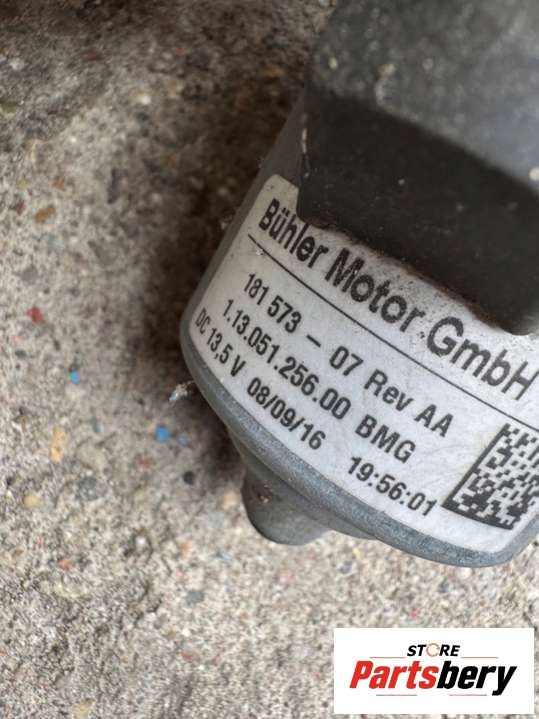 Bühler Motor GmbH
181 573 - 07 Rev AA
1.13.051.256.00 BMG
DC 13,5 V 08/09/16 19:56:01
STORE
Partsbery